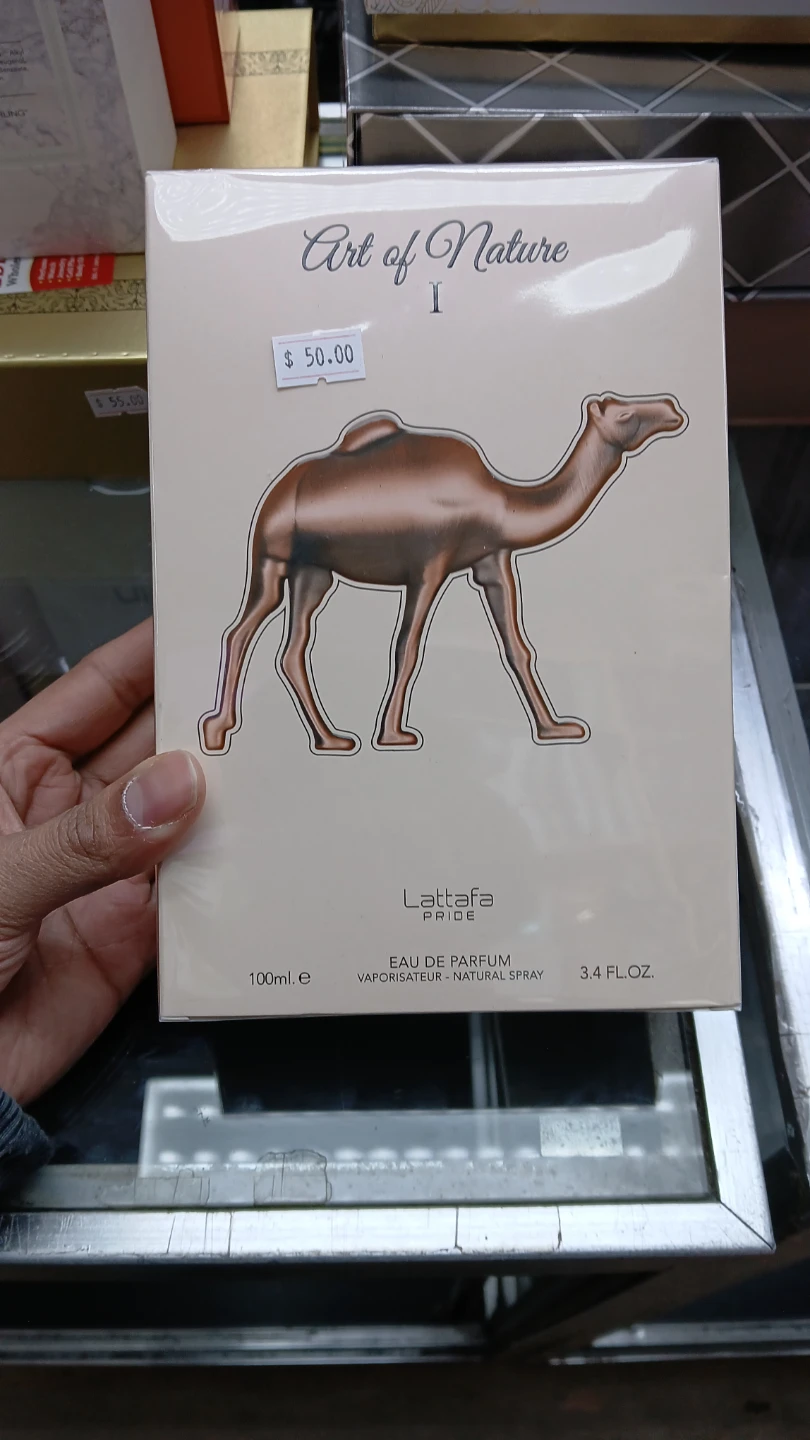 Art of Nature
I
$ 50.00
$ 55.00
Lattafa
PRIDE
EAU DE PARFUM
VAPORISATEUR - NATURAL SPRAY
100ml. e
3.4 FL.OZ.